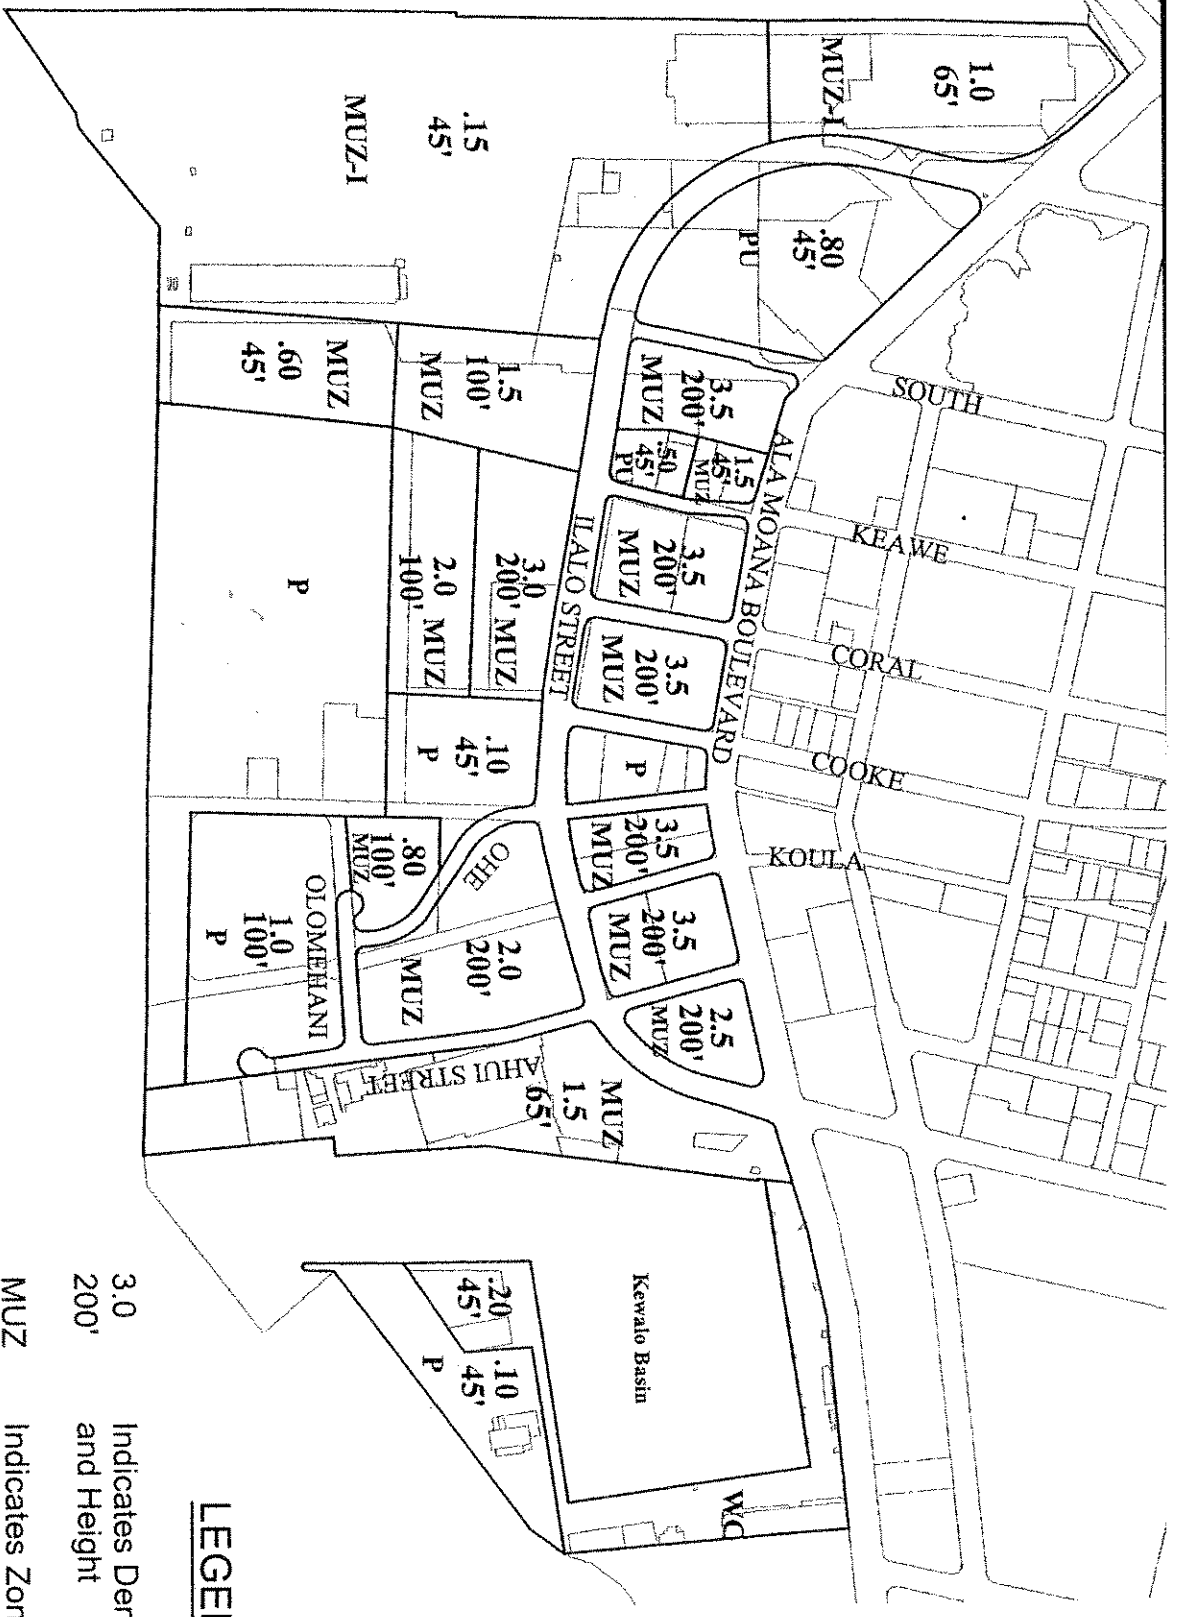 1.0
65'
MUZ-I
.15
45'
MUZ-I
.80
45'
PU
SOUTH
KEAWE
CORAL
COOKE
KOULA
ALA MOANA BOULEVARD
ILALO STREET
3.5
200'
MUZ
1.5
45'
MUZ
.50
45'
PU
3.5
200'
MUZ
3.5
200'
MUZ
P
3.5
200'
MUZ
3.5
200'
MUZ
2.5
200'
MUZ
1.5
100'
MUZ
MUZ
.60
45'
3.0
200' MUZ
2.0
100' MUZ
.10
45'
P
P
OHE
.80
100'
MUZ
2.0
200'
MUZ
OLOMEHANI
1.0
100'
P
AHUI STREET
MUZ
1.5
65'
Kewalo Basin
.20
45'
.10
45'
P
WC
3.0
200'
MUZ
and Height
Indicates
Indicates